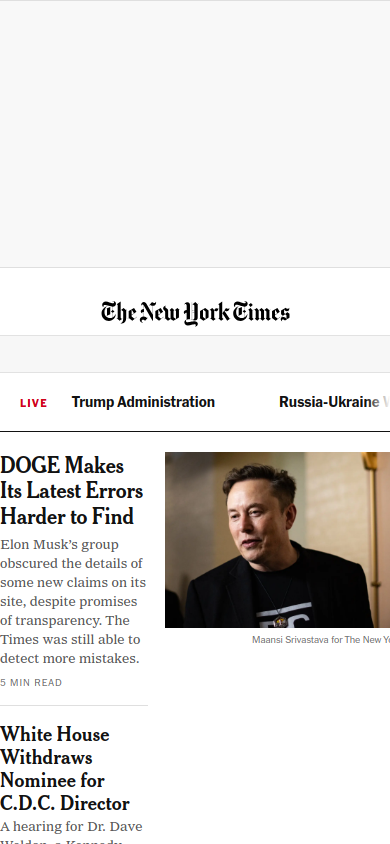 The New York Times
LIVE
Trump Administration
Russia-Ukraine
DOGE Makes
Its Latest Errors
Harder to Find
Elon Musk's group
obscured the details of
some new claims on its
site, despite promises
of transparency. The
Times was still able to
detect more mistakes.
5 MIN READ
Maansi Srivastava for The New
White House
Withdraws
Nominee for
C.D.C. Director
A hearing for Dr. Dave